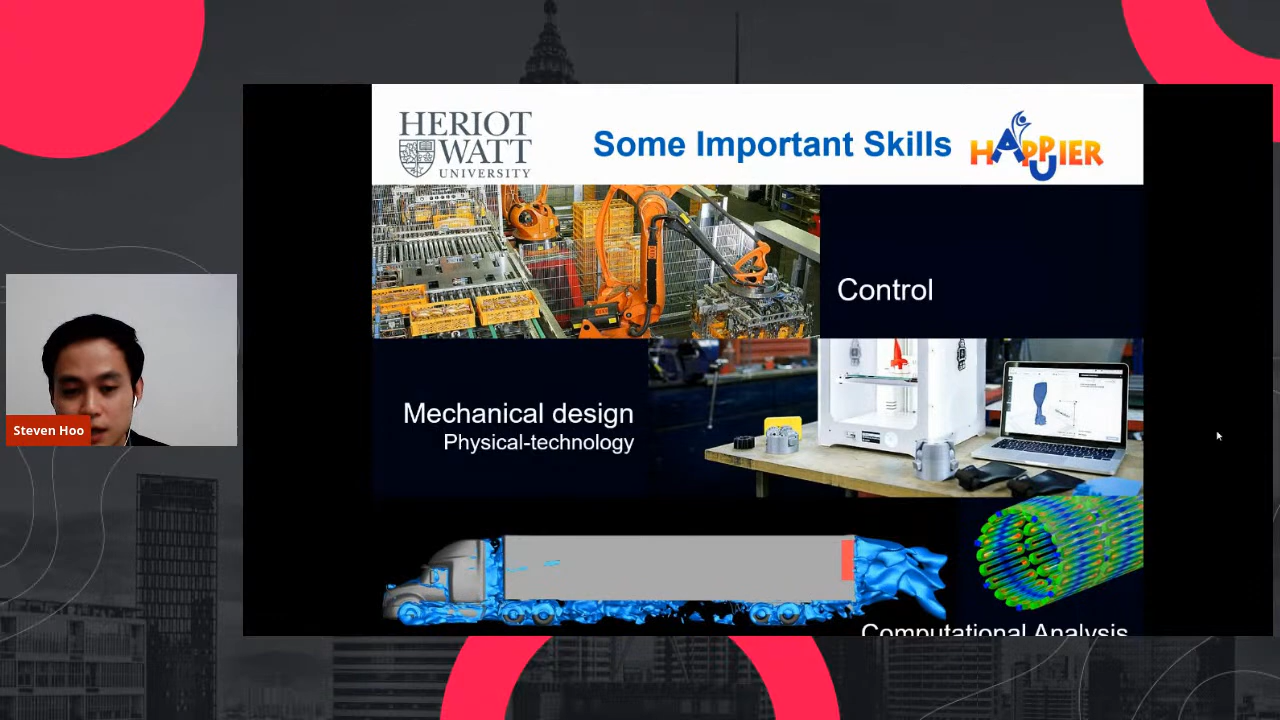 HERIOT
WATT
UNIVERSITY
Some Important Skills
HAPPIER
Control
Mechanical design
Physical-technology
Steven Hoo
Computational Analysis